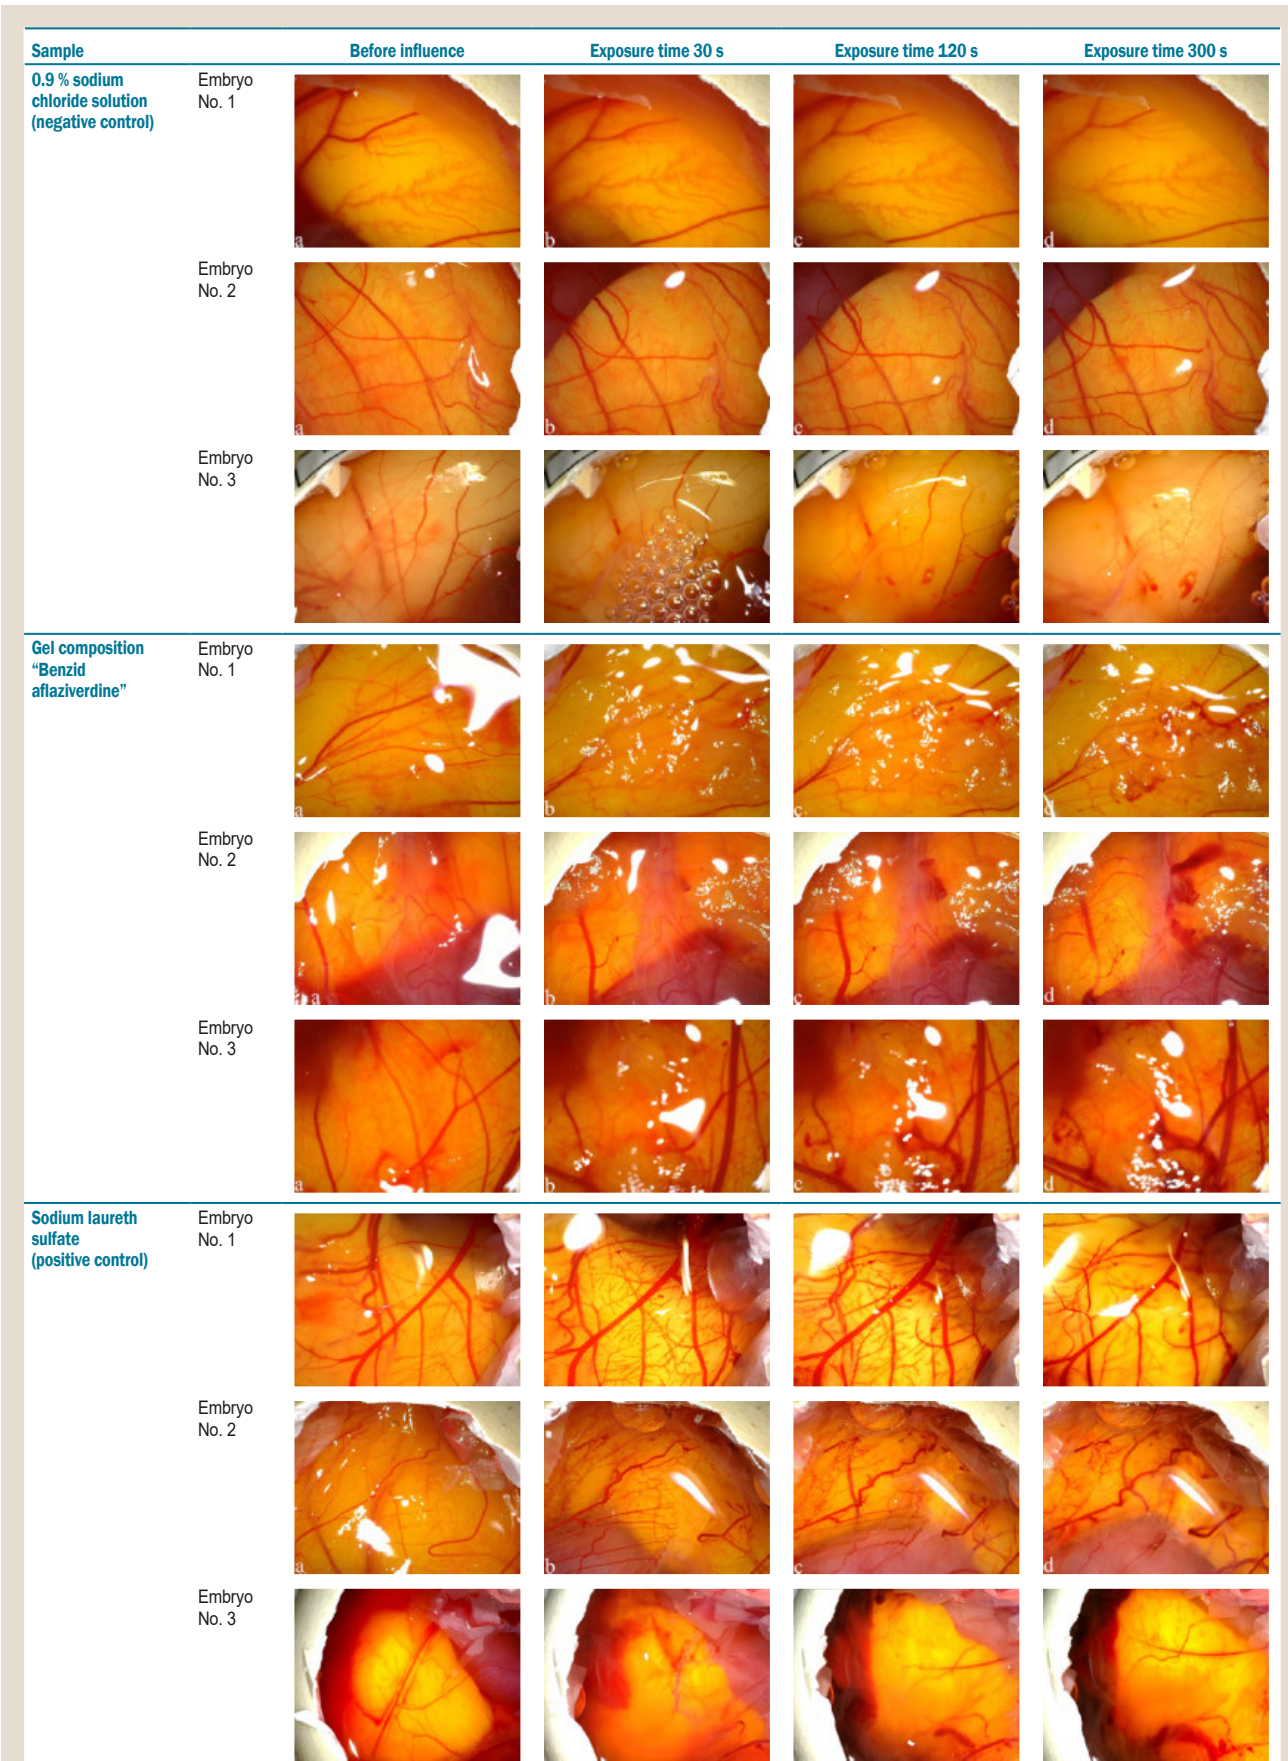 Sample Before influence Exposure time 30 s Exposure time 120 s Exposure time 300 s
0.9 % sodium
chloride solution
(negative control)
Embryo
No. 1
a b c d
Embryo
No. 2
a b c d
Embryo
No. 3
Gel composition
“Benzid
aflaziverdine”
Embryo
No. 1
a b c d
Embryo
No. 2
a b c d
Embryo
No. 3
a b c d
Sodium laureth
sulfate
(positive control)
Embryo
No. 1
Embryo
No. 2
a b c d
Embryo
No. 3